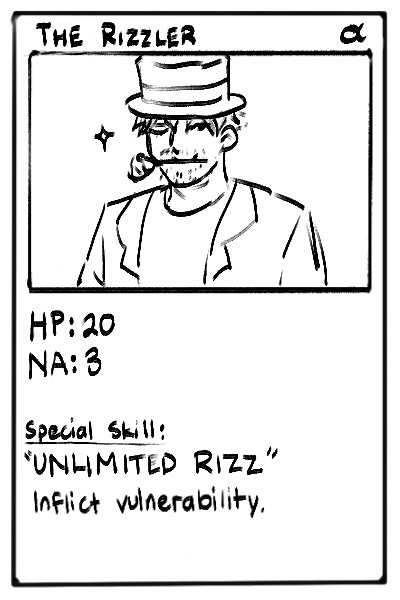 THE RIZZLER α
HP: 20
NA: 3
Special Skill:
"UNLIMITED RIZZ"
Inflict vulnerability.